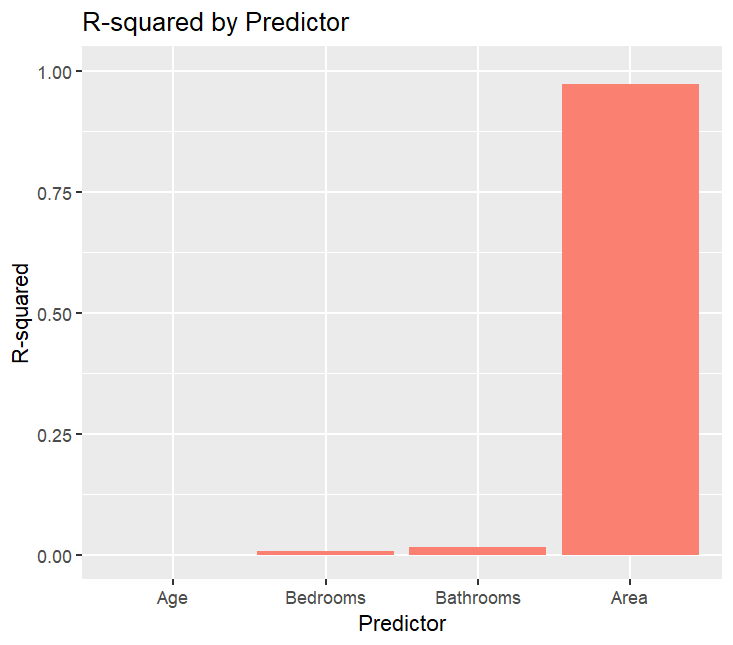 R-squared by Predictor
1.00
0.75
0.50
0.25
0.00
R-squared
Age Bedrooms Bathrooms Area
Predictor